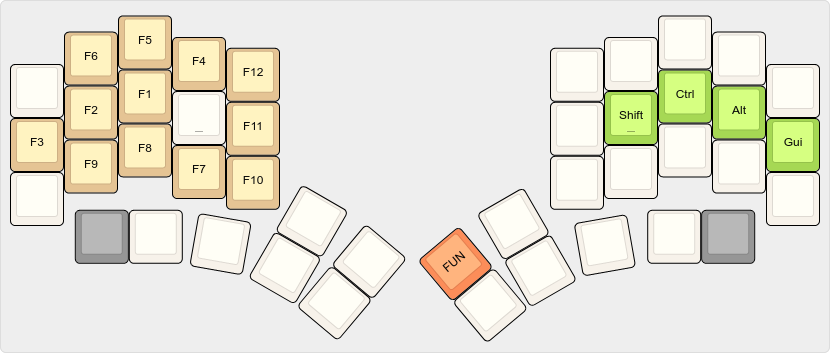 F5
F6
F4
F12
F1
F2
_
F11
F3
F8
F9
F7
F10
Ctrl
Shift
_
Alt
Gui
FUN